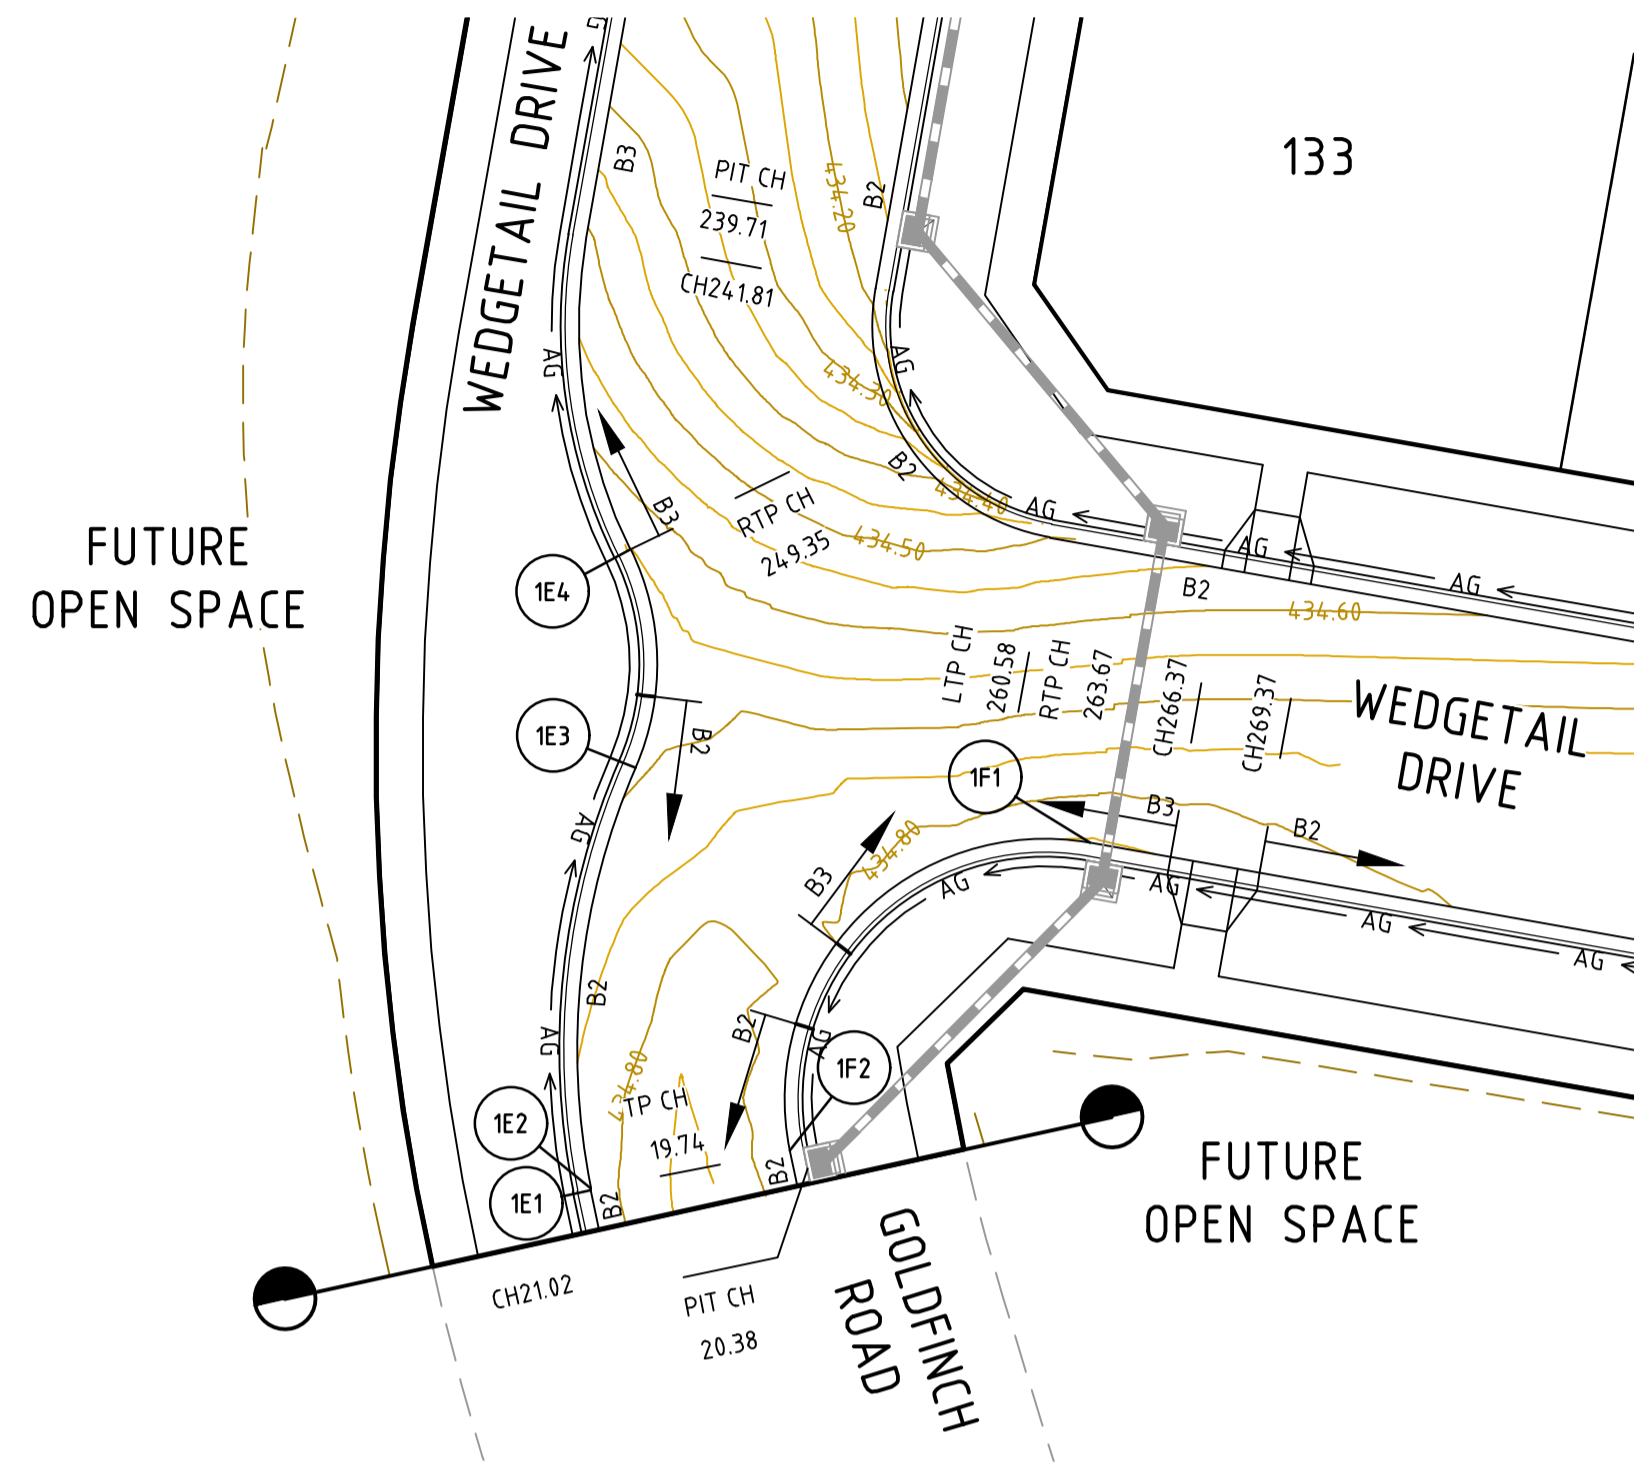 WEDGETAIL DRIVE
G
B3
PIT CH
239.71
CH241.81
434.20
B2
133
AG
AG
434.30
B2
434.40
AG
AG
AG
B3
RTP CH
249.35
434.50
B2
434.60
FUTURE
OPEN SPACE
1E4
LTP CH
260.58
RTP CH
263.67
CH266.37
CH269.37
WEDGETAIL
DRIVE
1E3
B2
1F1
B3
B2
AG
434.80
B3
AG
AG
AG
AG
B2
B2
AG
AG
1F2
434.80
TP CH
19.74
1E2
1E1
B2
B2
FUTURE
OPEN SPACE
CH21.02
PIT CH
20.38
GOLDFINCH
ROAD